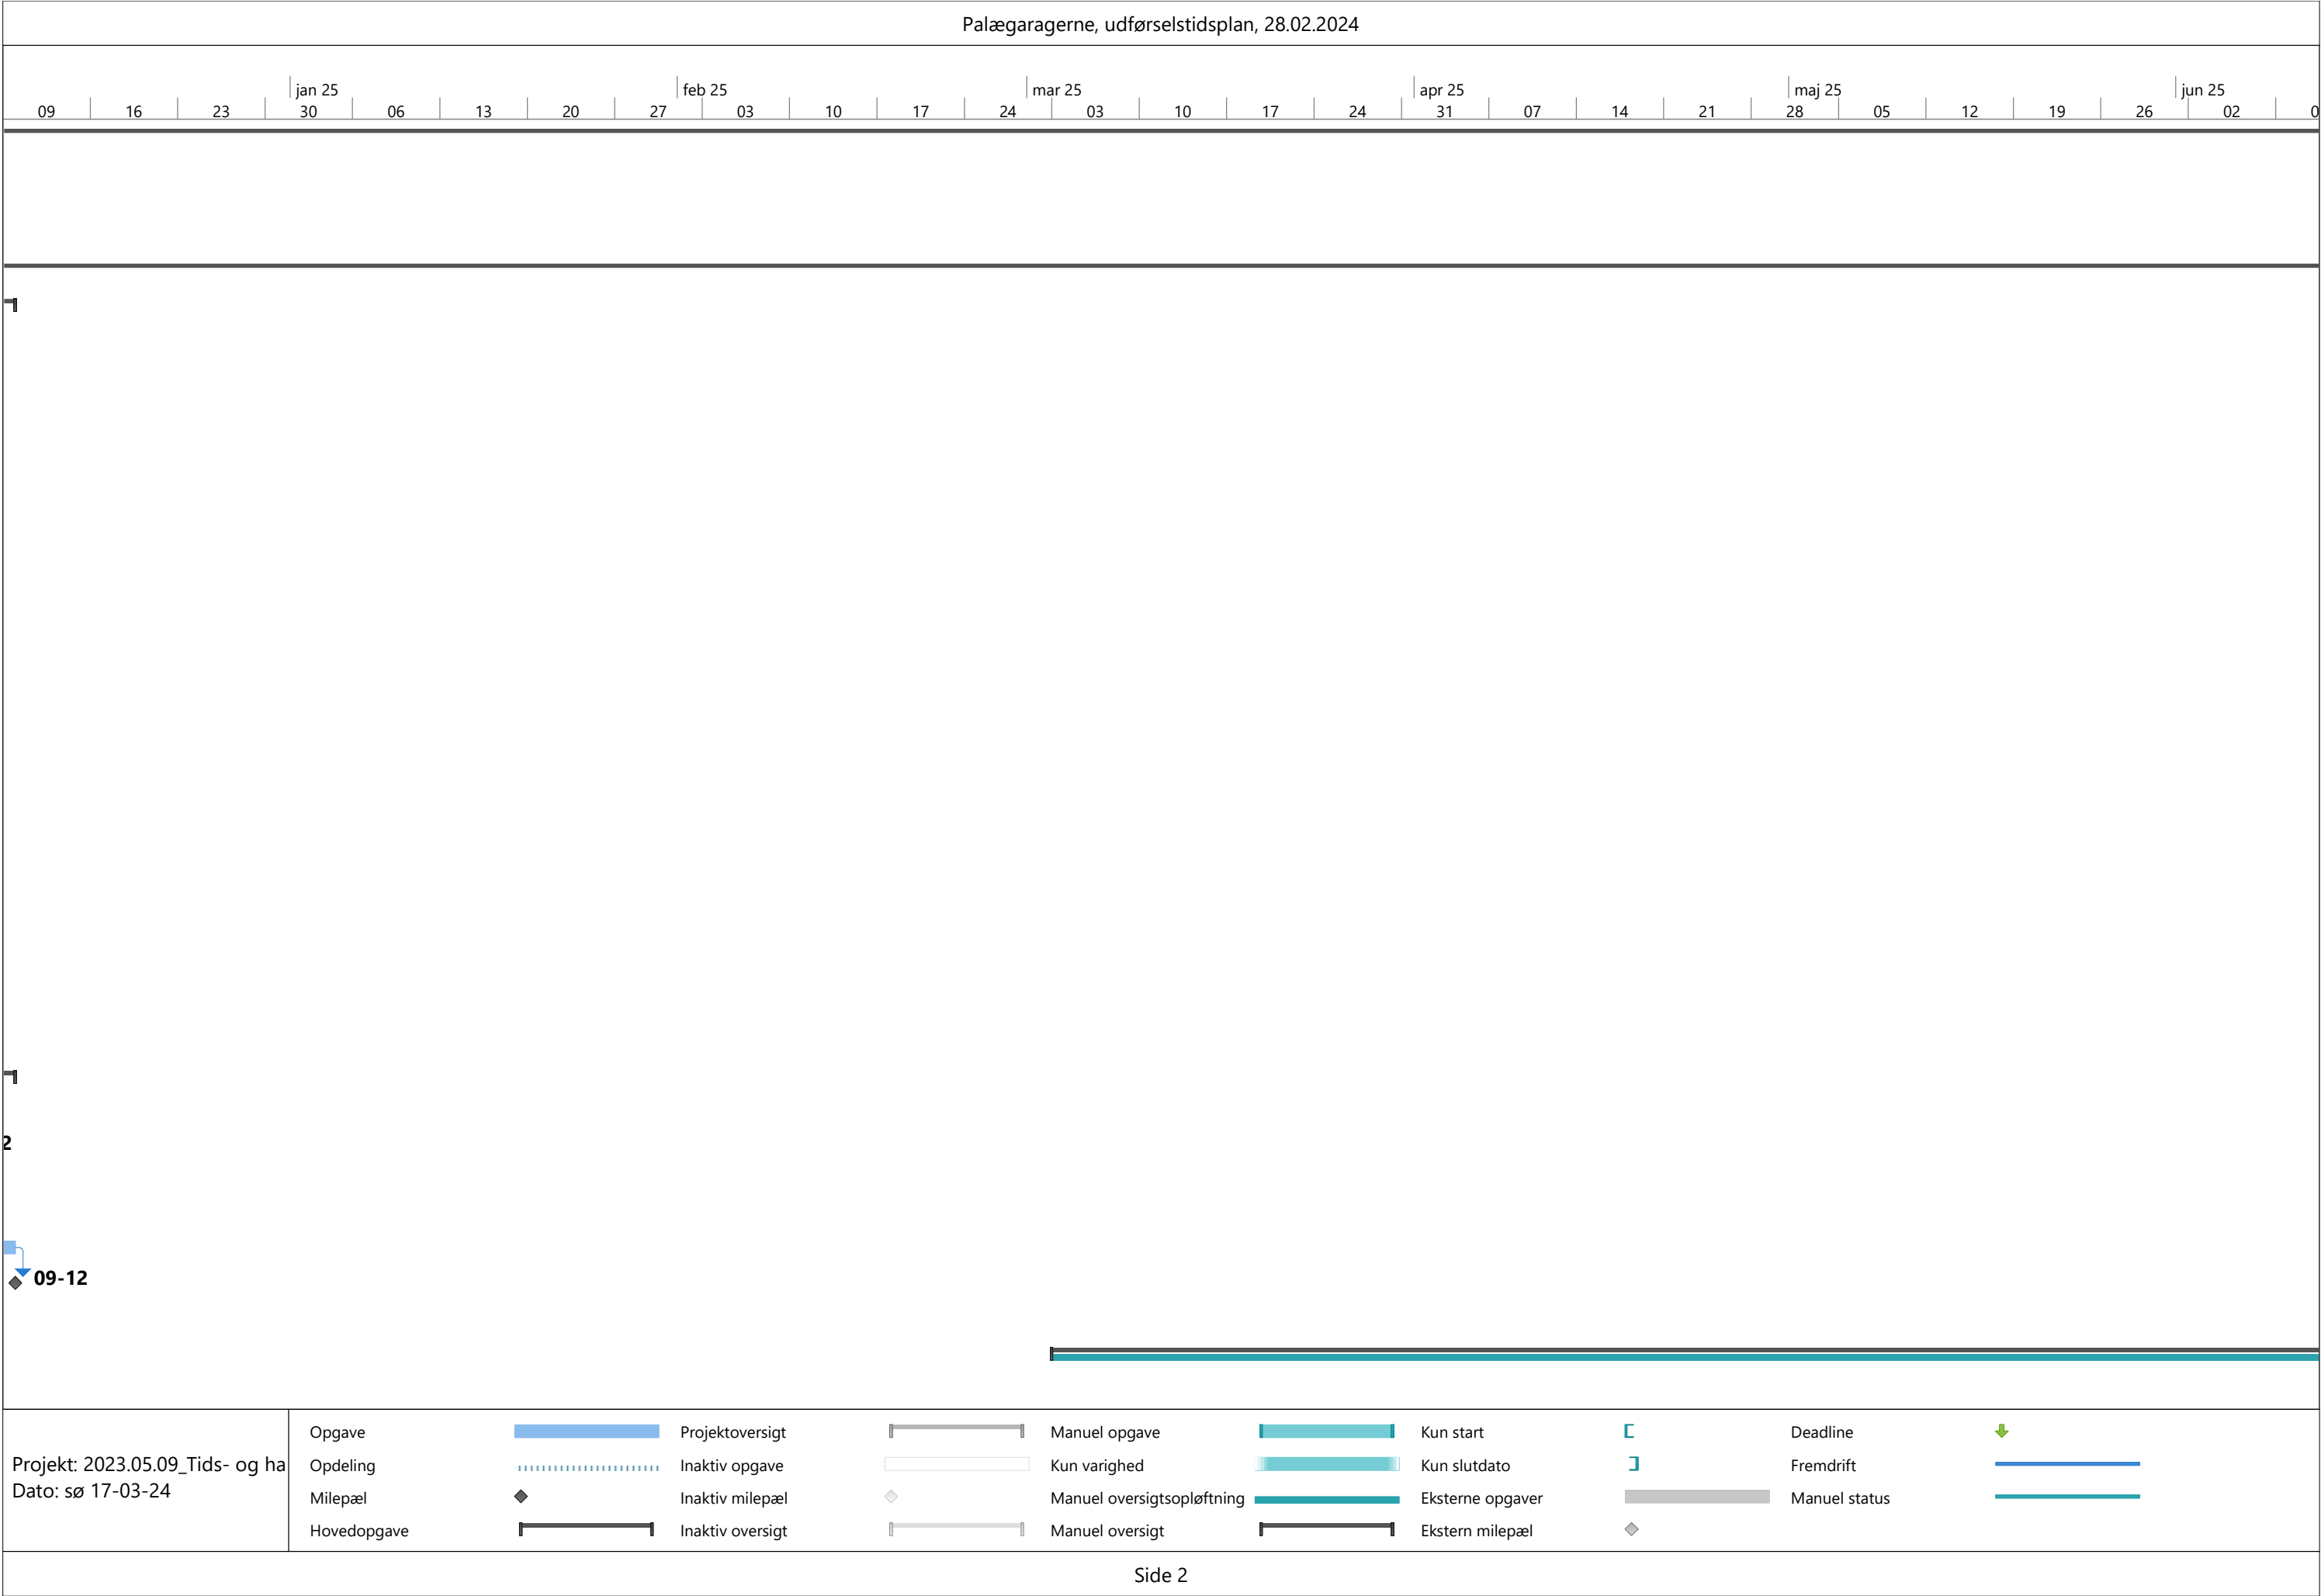 Palægaragerne, udførselstidsplan, 28.02.2024
jan 25 feb 25 mar 25 apr 25 maj 25 jun 25
09 16 23 30 06 13 20 27 03 10 17 24 03 10 17 24 31 07 14 21 28 05 12 19 26 02 0
2
09-12
Opgave Projektoversigt Manuel opgave Kun start Deadline
Projekt: 2023.05.09_Tids- og ha Opdeling Inaktiv opgave Kun varighed Kun slutdato Fremdrift
Dato: sø 17-03-24 Milepæl Inaktiv milepæl Manuel oversigtsopløftning Eksterne opgaver Manuel status
Hovedopgave Inaktiv oversigt Manuel oversigt Ekstern milepæl
Side 2